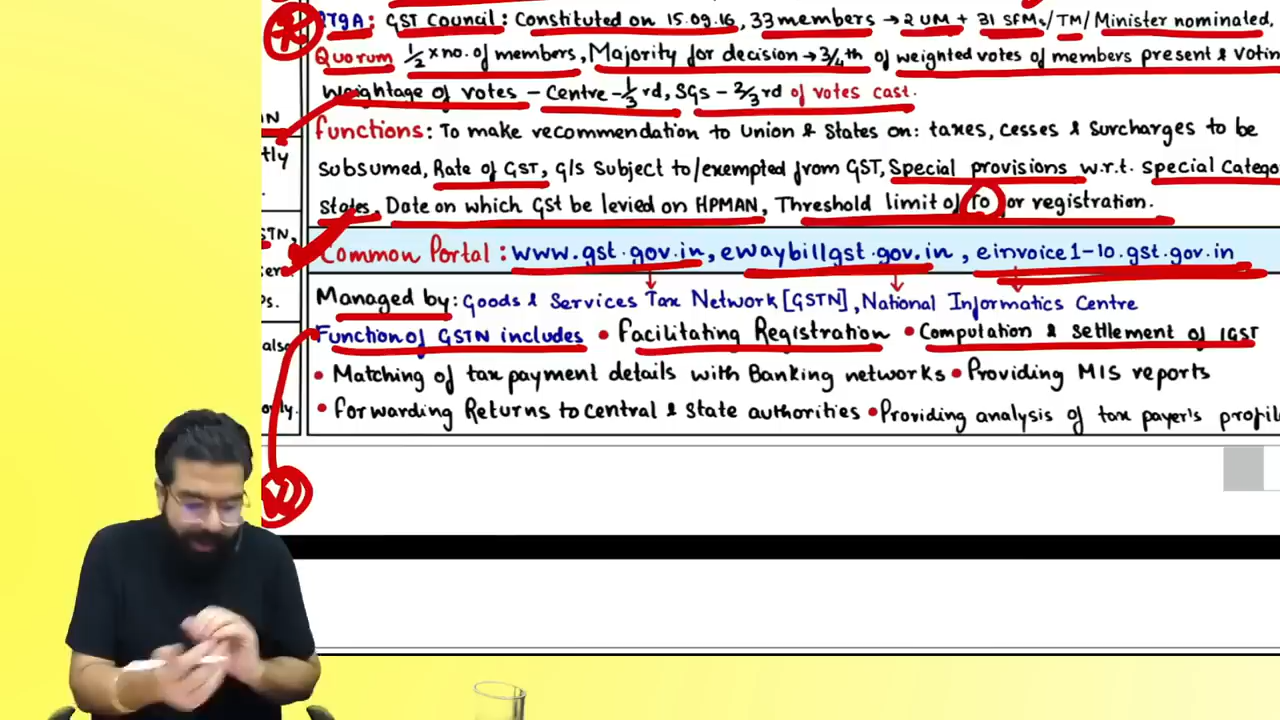 279A: GST Council: Constituted on 15.09.16, 33 members → 2 UM + 31 SFMs/TM/Minister nominated,
Quorum 1/2 x no. of members, Majority for decision → 3/4th of weighted votes of members present & Votin
Weightage of votes - Centre - 1/3 rd, SGs - 2/3rd of votes cast.
Functions: To make recommendation to Union & States on: taxes, cesses & surcharges to be
subsumed, Rate of GST, G/s subject to/exempted from GST, Special provisions w.r.t. special Catego
States, Date on which GST be levied on HPMAN, Threshold limit of To for registration.
Common Portal: www.gst.gov.in, ewaybillgst.gov.in, einvoice1-10.gst.gov.in
Managed by: Goods & Services Tax Network [GSTN], National Informatics Centre
Function of GSTN includes • Facilitating Registration • Computation & Settlement of IGST
• Matching of tax payment details with Banking networks • Providing MIS reports
• Forwarding Returns to Central & State authorities • Providing analysis of tax payer's profil